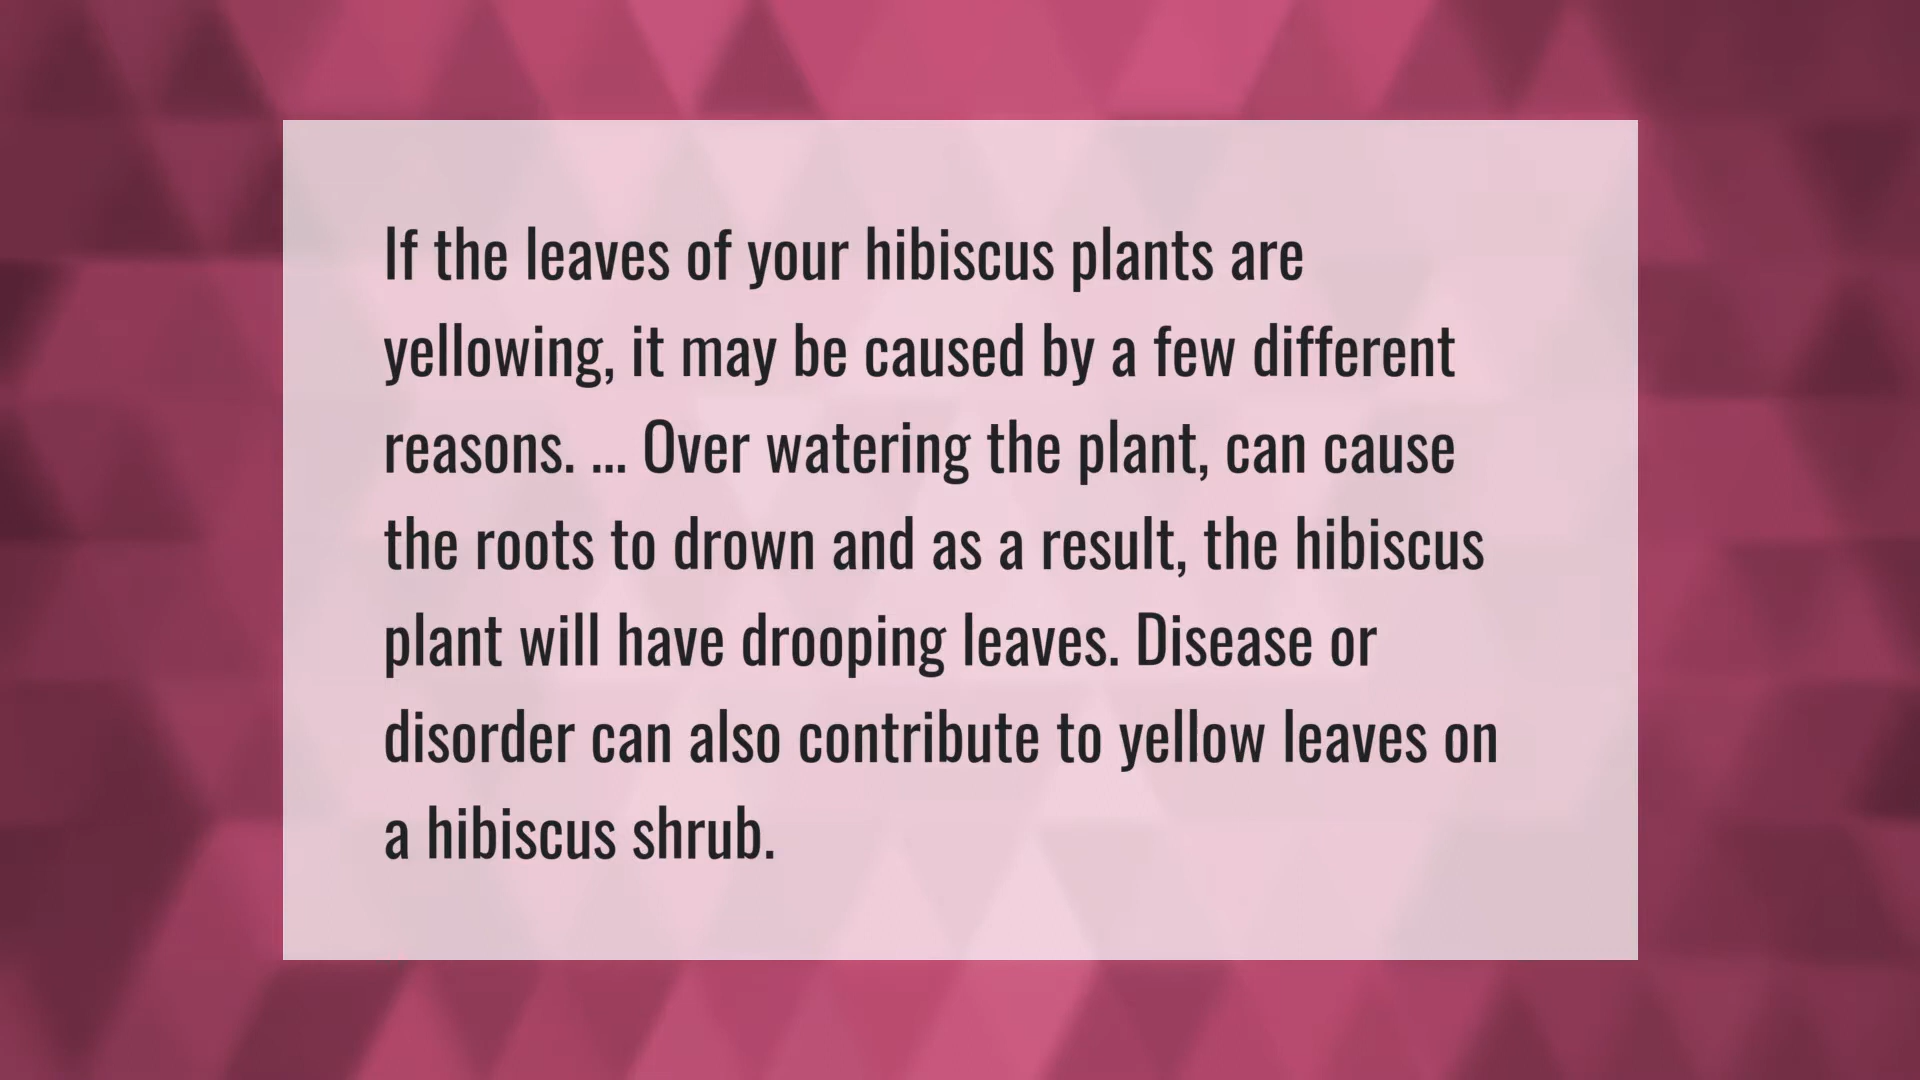 If the leaves of your hibiscus plants are
yellowing, it may be caused by a few different
reasons. ... Over watering the plant, can cause
the roots to drown and as a result, the hibiscus
plant will have drooping leaves. Disease or
disorder can also contribute to yellow leaves on
a hibiscus shrub.